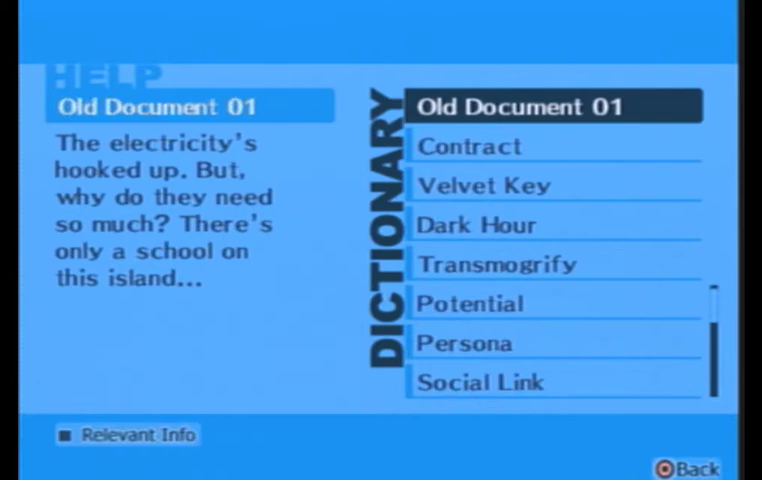 HELP
Old Document 01
The electricity's
hooked up. But,
why do they need
so much? There's
only a school on
this island...
DICTIONARY
Old Document 01
Contract
Velvet Key
Dark Hour
Transmogrify
Potential
Persona
Social Link
Relevant Info
Back